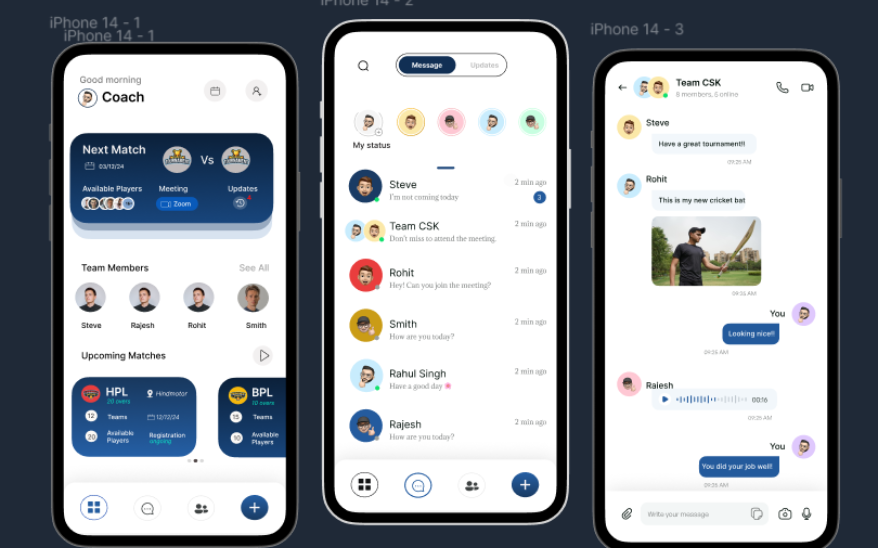 iPhone 14 - 1
iPhone 14 - 1
Good morning
Coach
Next Match
03/12/24
Vs
Available Players
Meeting
Updates
Zoom
Team Members
See All
Steve
Rajesh
Rohit
Smith
Upcoming Matches
HPL
20 overs
Hindmotor
12
Teams
12/12/24
20
Available Players
Registration
ongoing
BPL
10 overs
15
Teams
10
Available
Players
iPhone 14 - 2
Message
Updates
My status
Steve
2 min ago
I'm not coming today
3
Team CSK
2 min ago
Don't miss to attend the meeting.
Rohit
2 min ago
Hey! Can you join the meeting?
Smith
2 min ago
How are you today?
Rahul Singh
2 min ago
Have a good day 🌸
Rajesh
2 min ago
How are you today?
iPhone 14 - 3
Team CSK
6 members, 5 online
Steve
Have a great tournament!!
09:25 AM
Rohit
This is my new cricket bat
09:25 AM
You
Looking nice!!
09:25 AM
Rajesh
00:16
09:25 AM
You
You did your job well!
09:25 AM
Write your message